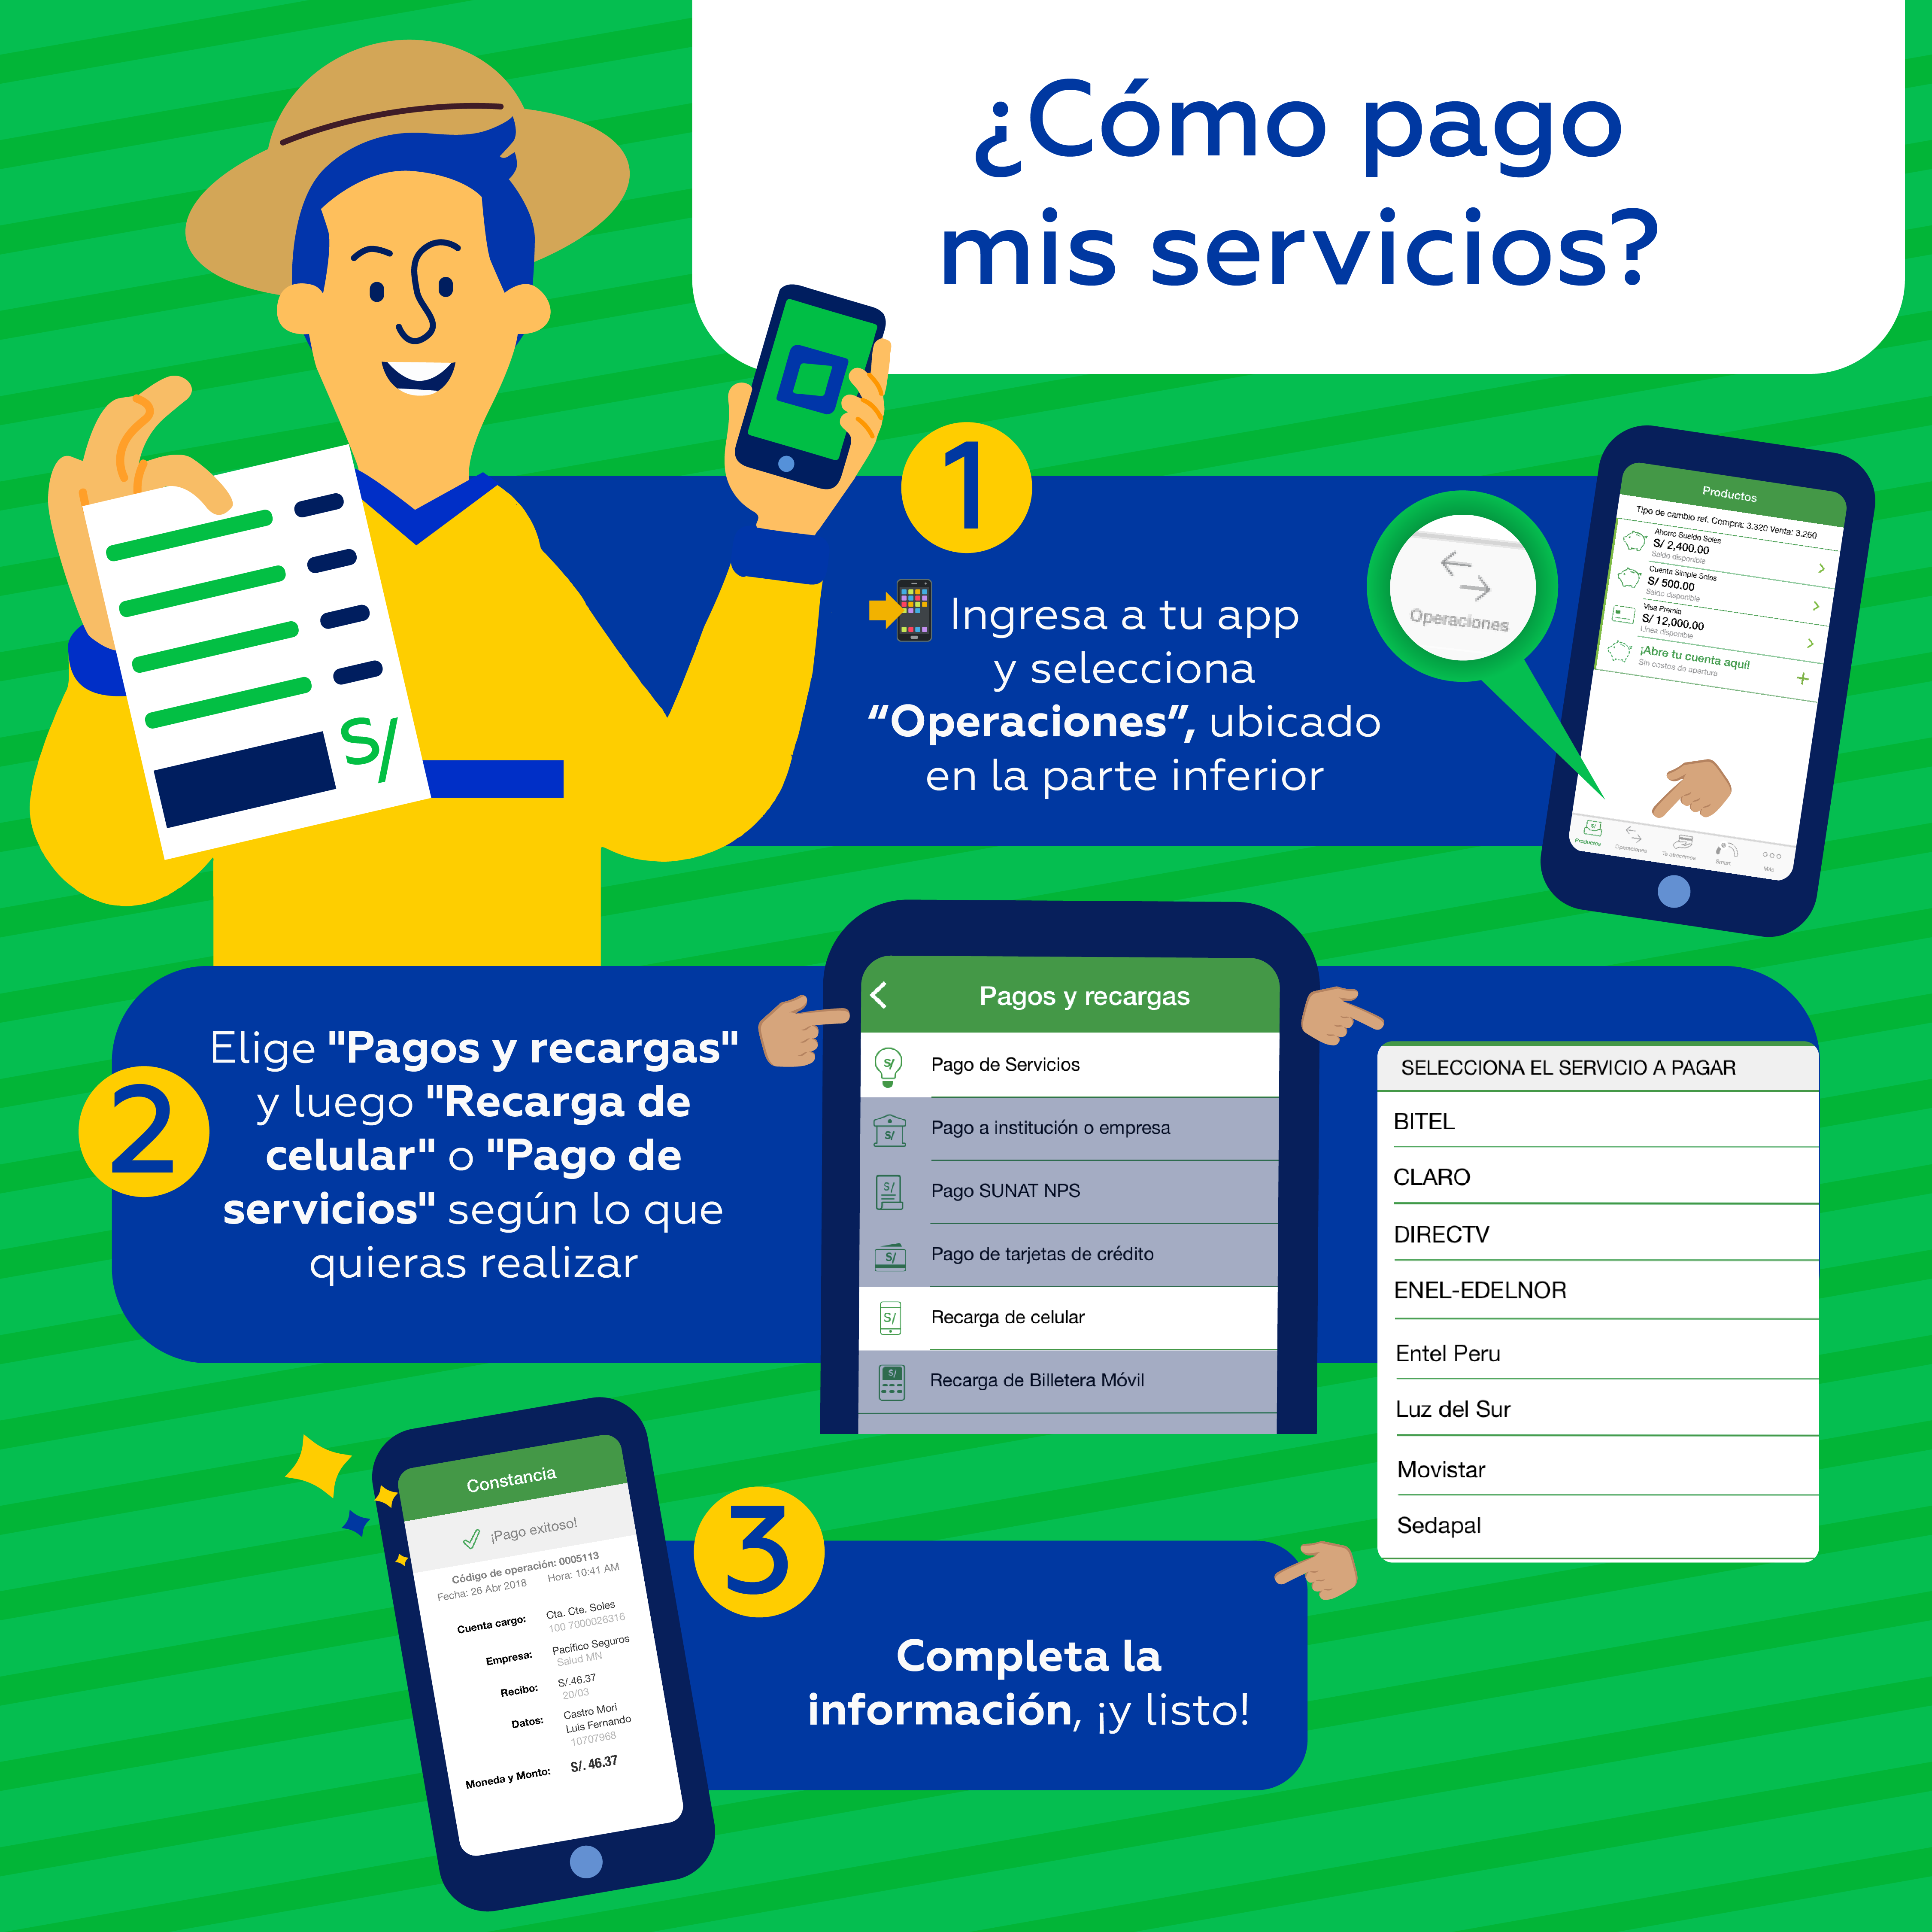 ¿Cómo pago
mis servicios?
S/
1
Ingresa a tu app
y selecciona
“Operaciones”, ubicado
en la parte inferior
Operaciones
Productos
Tipo de cambio ref. Compra: 3.320 Venta: 3.260
Ahorro Sueldo Soles
S/ 2,400.00
Saldo disponible
Cuenta Simple Soles
S/ 500.00
Saldo disponible
Visa Premia
S/ 12,000.00
Línea disponible
¡Abre tu cuenta aquí!
Sin costos de apertura
Productos
Operaciones
Te ofrecemos
Smart
Más
2
Elige "Pagos y recargas"
y luego "Recarga de
celular" o "Pago de
servicios" según lo que
quieras realizar
Pagos y recargas
S/ Pago de Servicios
S/ Pago a institución o empresa
S/ Pago SUNAT NPS
S/ Pago de tarjetas de crédito
S/ Recarga de celular
S/ Recarga de Billetera Móvil
SELECCIONA EL SERVICIO A PAGAR
BITEL
CLARO
DIRECTV
ENEL-EDELNOR
Entel Peru
Luz del Sur
Movistar
Sedapal
3
Completa la
información, ¡y listo!
Constancia
¡Pago exitoso!
Código de operación: 0005113
Fecha: 26 Abr 2018 Hora: 10:41 AM
Cuenta cargo: Cta. Cte. Soles
100 7000026316
Empresa: Pacífico Seguros
Salud MN
Recibo: S/.46.37
20/03
Datos: Castro Mori
Luis Fernando
10707968
Moneda y Monto: S/. 46.37